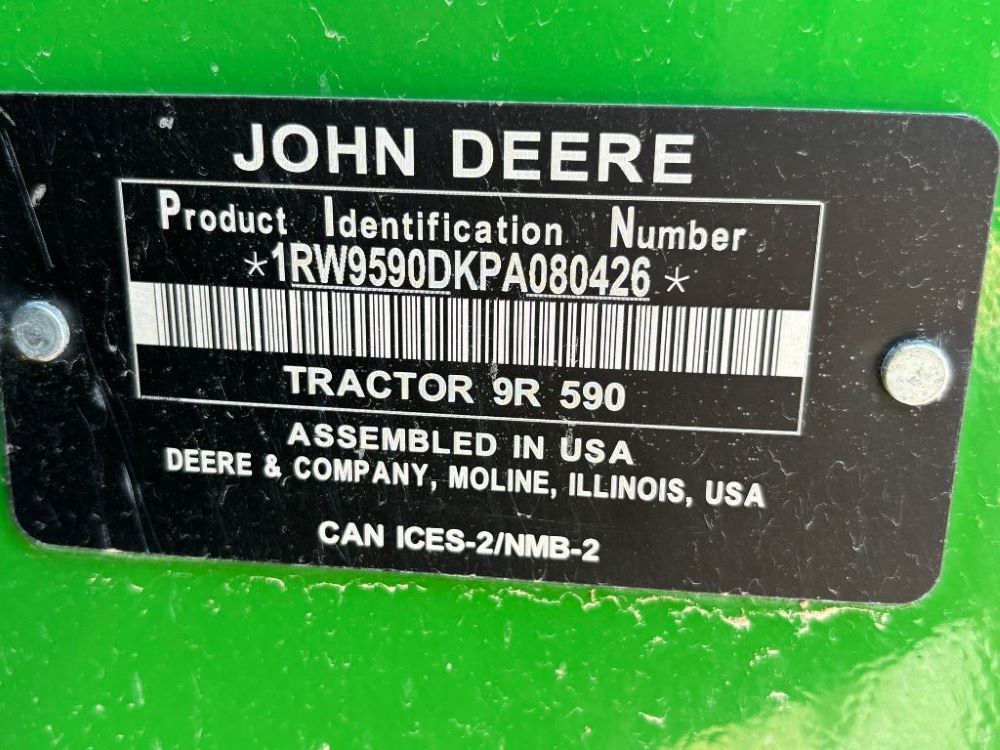 JOHN DEERE
Product Identification Number
*1RW9590DKPA080426*
TRACTOR 9R 590
ASSEMBLED IN USA
DEERE & COMPANY, MOLINE, ILLINOIS, USA
CAN ICES-2/NMB-2